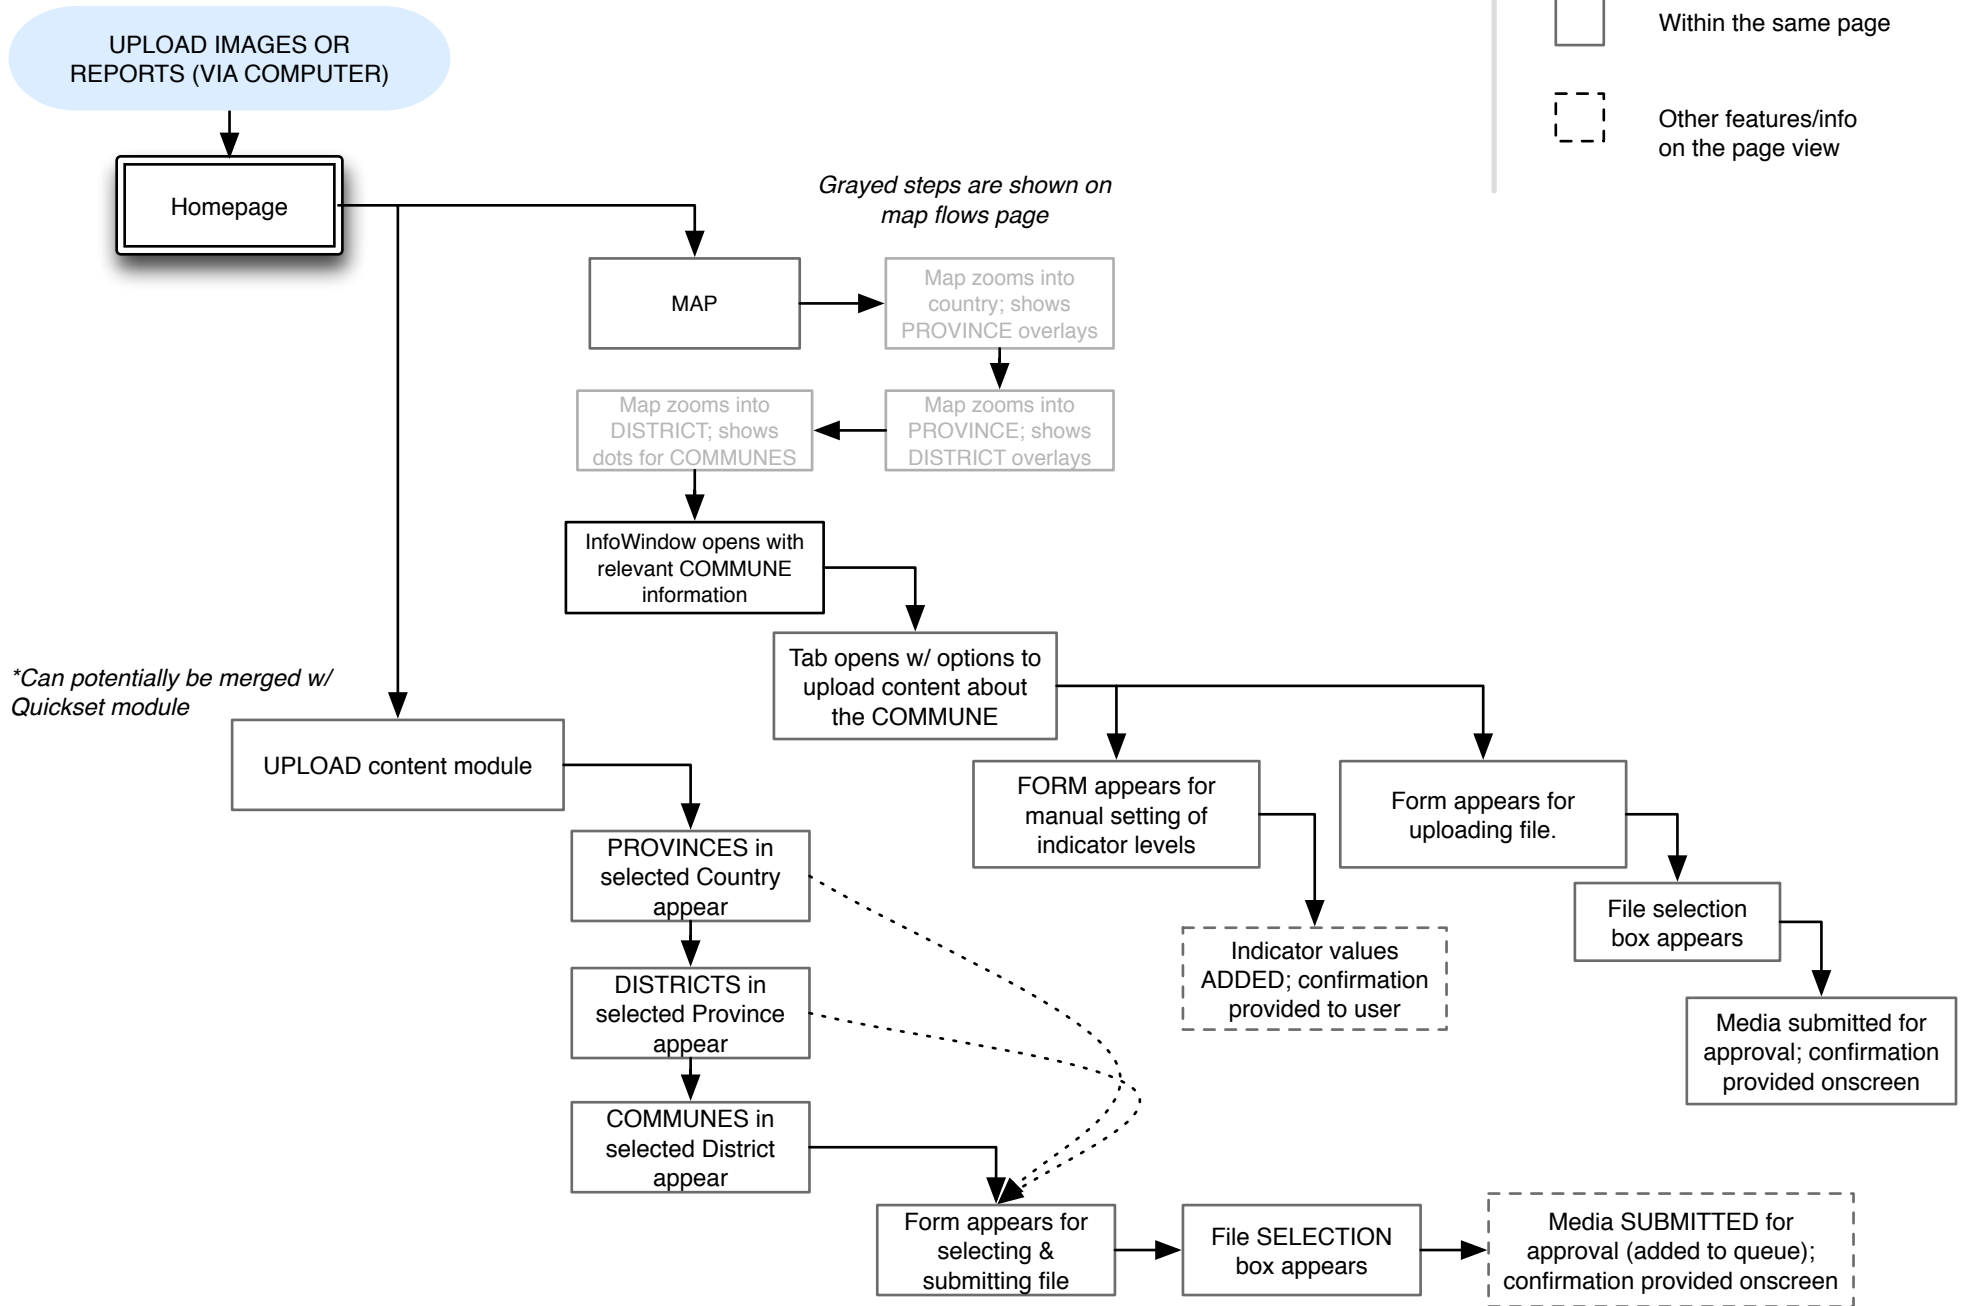 UPLOAD IMAGES OR
REPORTS (VIA COMPUTER)
Within the same page
Other features/info
on the page view
Homepage
Grayed steps are shown on
map flows page
MAP
Map zooms into
country; shows
PROVINCE overlays
Map zooms into
DISTRICT; shows
dots for COMMUNES
Map zooms into
PROVINCE; shows
DISTRICT overlays
InfoWindow opens with
relevant COMMUNE
information
Tab opens w/ options to
upload content about
the COMMUNE
*Can potentially be merged w/
Quickset module
UPLOAD content module
FORM appears for
manual setting of
indicator levels
Form appears for
uploading file.
PROVINCES in
selected Country
appear
File selection
box appears
Indicator values
ADDED; confirmation
provided to user
DISTRICTS in
selected Province
appear
Media submitted for
approval; confirmation
provided onscreen
COMMUNES in
selected District
appear
Form appears for
selecting &
submitting file
File SELECTION
box appears
Media SUBMITTED for
approval (added to queue);
confirmation provided onscreen